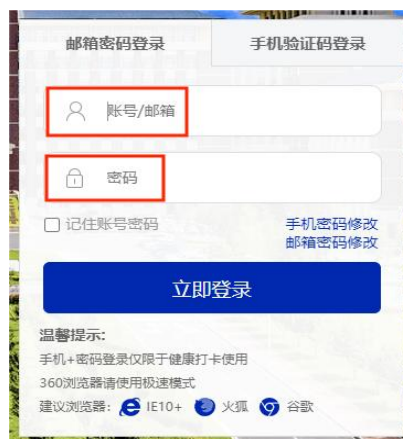 邮箱密码登录 手机验证码登录
账号/邮箱
密码
记住账号密码 手机密码修改
邮箱密码修改
立即登录
温馨提示:
手机+密码登录仅限于健康打卡使用
360浏览器请使用极速模式
建议浏览器: IE10+ 火狐 谷歌